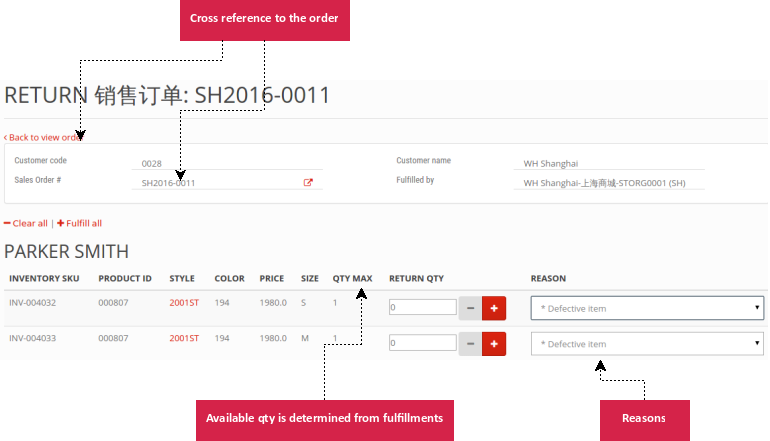 Cross reference to the order
RETURN 销售订单: SH2016-0011
‹ Back to view order
Customer code 0028 Customer name WH Shanghai
Sales Order # SH2016-0011 Fulfilled by WH Shanghai-上海商城-STORG0001 (SH)
Clear all | Fulfill all
PARKER SMITH
INVENTORY SKU PRODUCT ID STYLE COLOR PRICE SIZE QTY MAX RETURN QTY REASON
INV-004032 000807 2001ST 194 1980.0 S 1 0 − + * Defective item
INV-004033 000807 2001ST 194 1980.0 M 1 0 − + * Defective item
Available qty is determined from fulfillments
Reasons